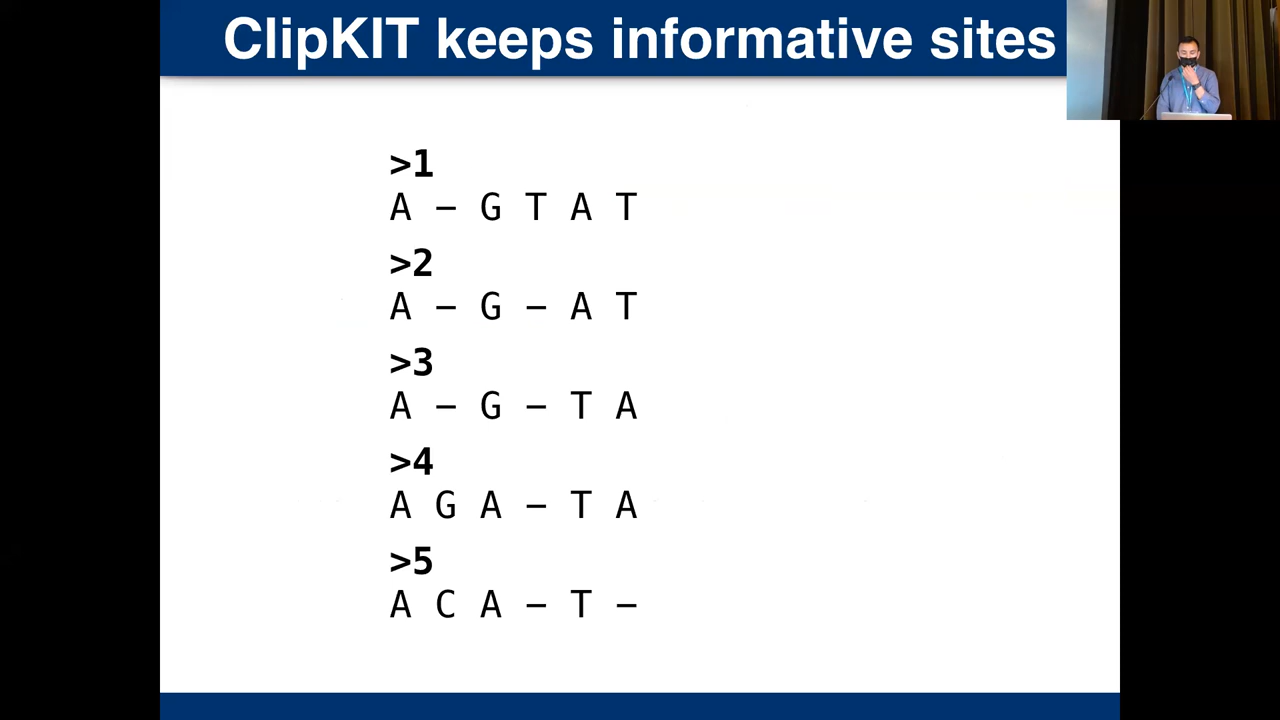 ClipKIT keeps informative sites
>1
A – G T A T
>2
A – G – A T
>3
A – G – T A
>4
A G A – T A
>5
A C A – T –